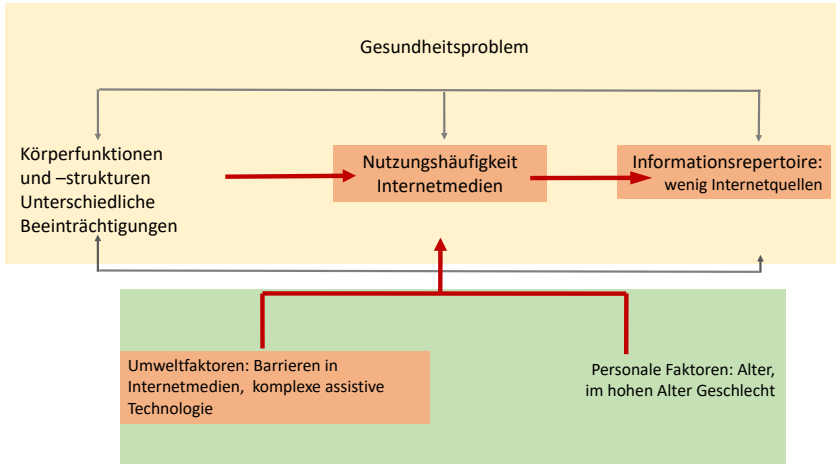 Gesundheitsproblem
Körperfunktionen
und –strukturen
Unterschiedliche
Beeinträchtigungen
Nutzungshäufigkeit
Internetmedien
Informationsrepertoire:
wenig Internetquellen
Umweltfaktoren: Barrieren in
Internetmedien, komplexe assistive
Technologie
Personale Faktoren: Alter,
im hohen Alter Geschlecht